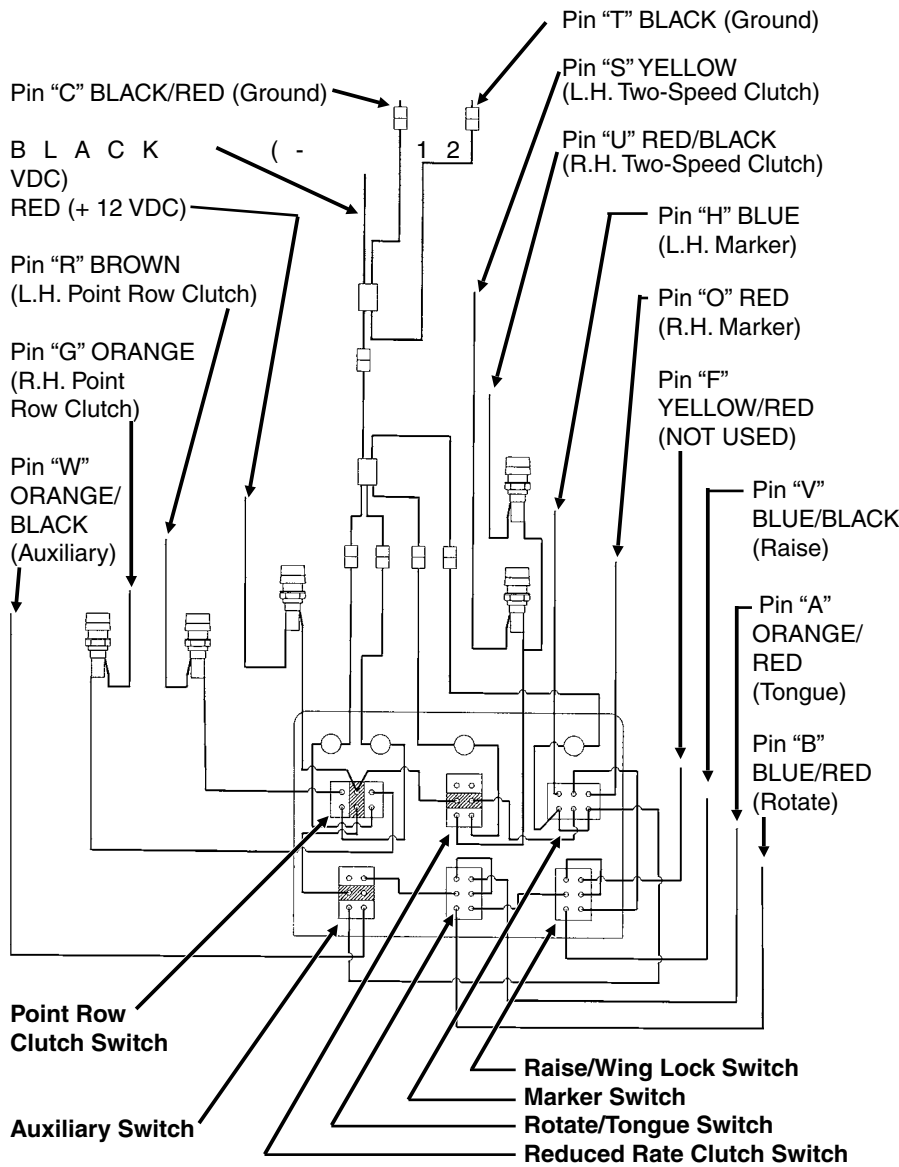 Pin “T” BLACK (Ground)
Pin “S” YELLOW
(L.H. Two-Speed Clutch)
Pin “C” BLACK/RED (Ground)
Pin “U” RED/BLACK
(R.H. Two-Speed Clutch)
B L A C K ( - 1 2
VDC)
RED (+ 12 VDC)
Pin “H” BLUE
(L.H. Marker)
Pin “R” BROWN
(L.H. Point Row Clutch)
Pin “O” RED
(R.H. Marker)
Pin “G” ORANGE
(R.H. Point
Row Clutch)
Pin “F”
YELLOW/RED
(NOT USED)
Pin “W”
ORANGE/
BLACK
(Auxiliary)
Pin “V”
BLUE/BLACK
(Raise)
Pin “A”
ORANGE/
RED
(Tongue)
Pin “B”
BLUE/RED
(Rotate)
Point Row
Clutch Switch
Auxiliary Switch
Raise/Wing Lock Switch
Marker Switch
Rotate/Tongue Switch
Reduced Rate Clutch Switch